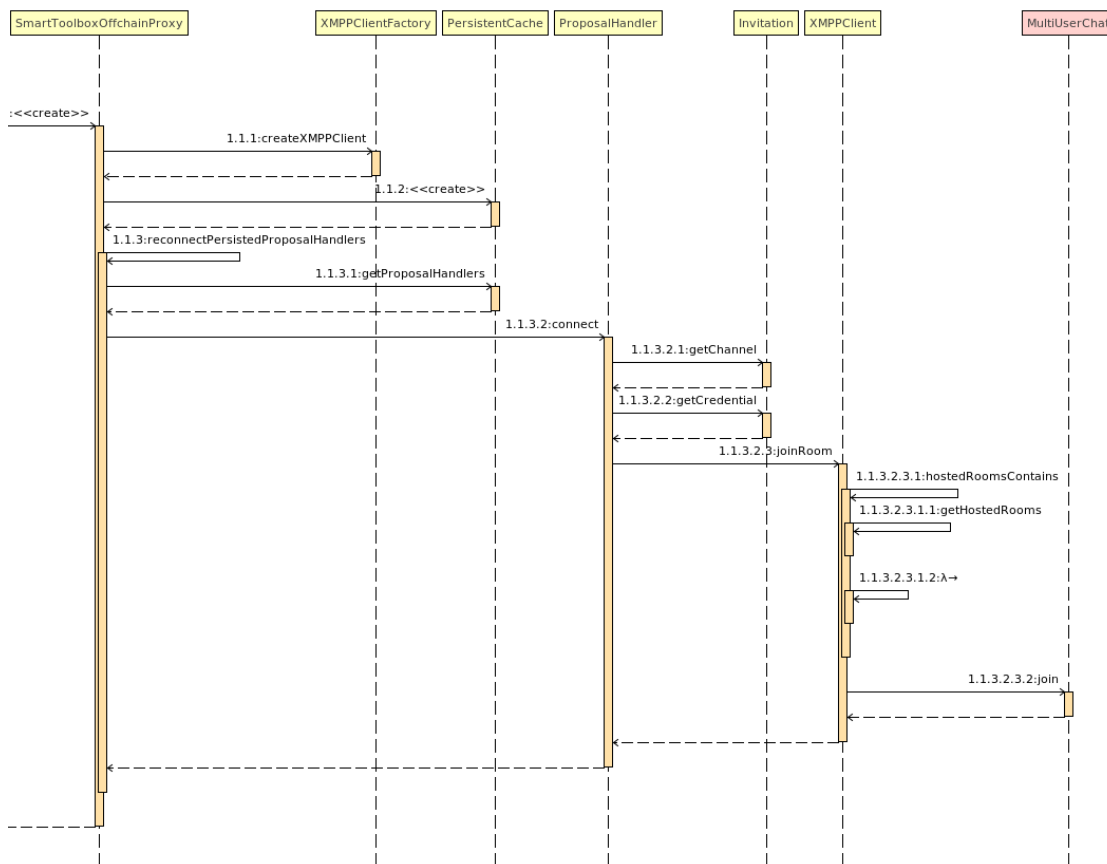 SmartToolboxOffchainProxy
XMPPClientFactory
PersistentCache
ProposalHandler
Invitation
XMPPClient
MultiUserChat
:<<create>>
1.1.1:createXMPPClient
1.1.2:<<create>>
1.1.3:reconnectPersistedProposalHandlers
1.1.3.1:getProposalHandlers
1.1.3.2:connect
1.1.3.2.1:getChannel
1.1.3.2.2:getCredential
1.1.3.2.3:joinRoom
1.1.3.2.3.1:hostedRoomsContains
1.1.3.2.3.1.1:getHostedRooms
1.1.3.2.3.1.2:λ→
1.1.3.2.3.2:join